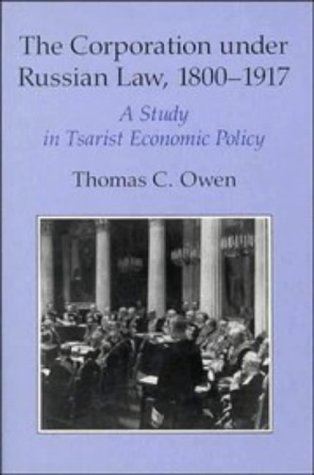 The Corporation under
Russian Law, 1800–1917
A Study
in Tsarist Economic Policy
Thomas C. Owen